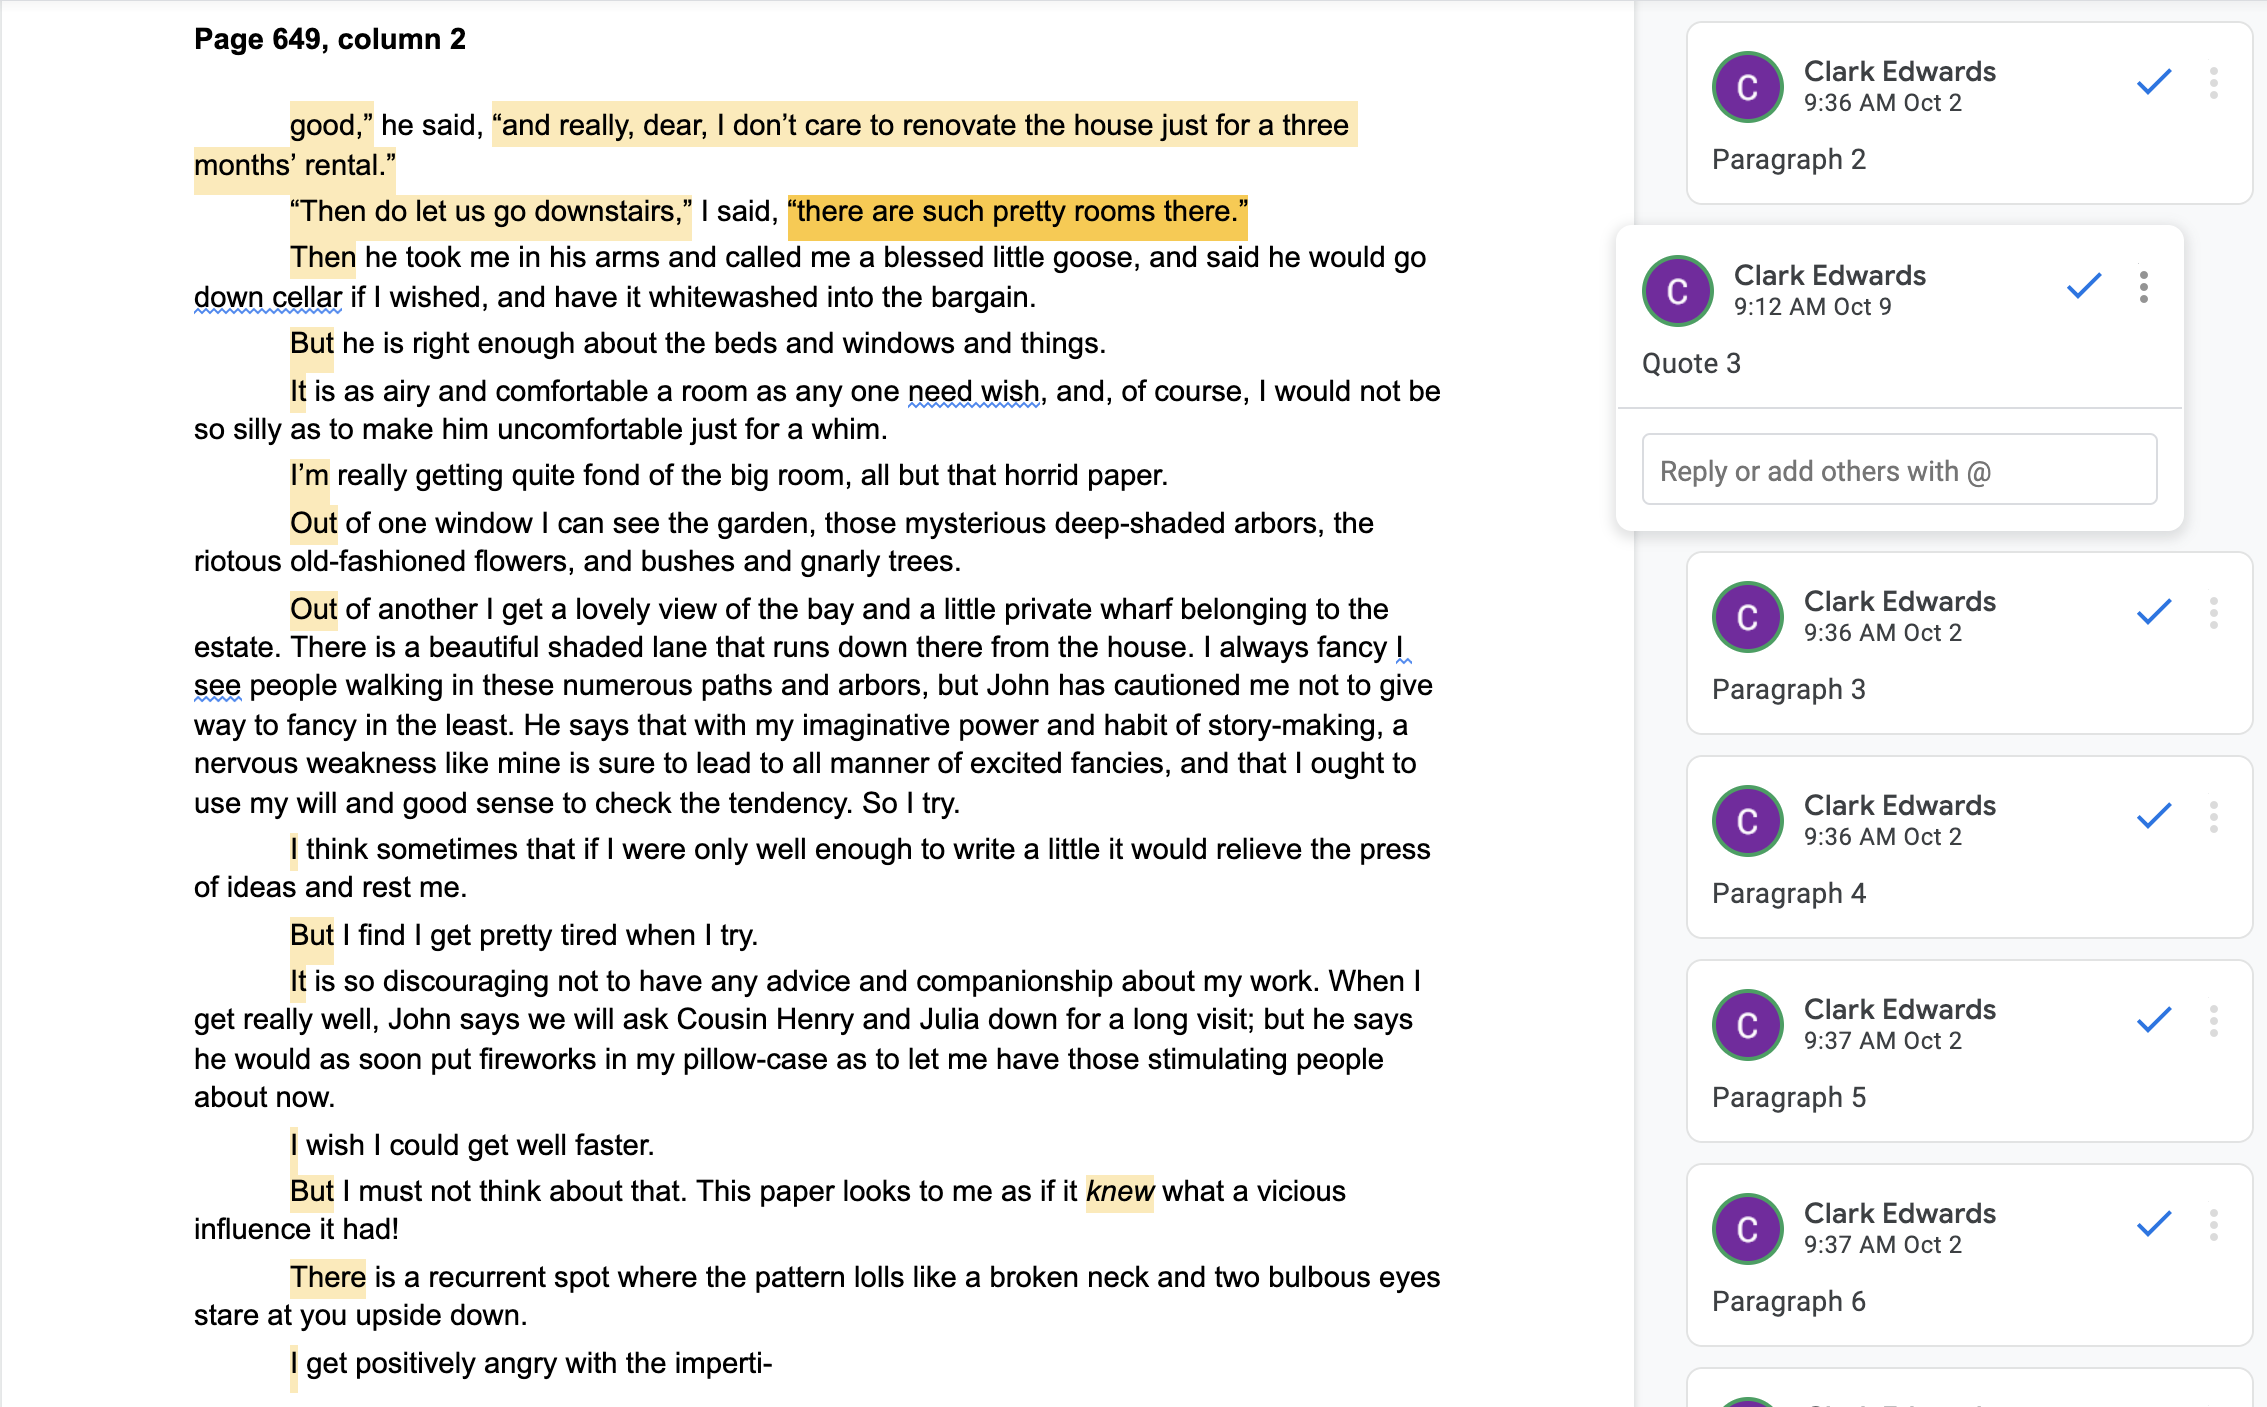 Page 649, column 2
good,” he said, “and really, dear, I don’t care to renovate the house just for a three
months’ rental.”
“Then do let us go downstairs,” I said, “there are such pretty rooms there.”
Then he took me in his arms and called me a blessed little goose, and said he would go
down cellar if I wished, and have it whitewashed into the bargain.
But he is right enough about the beds and windows and things.
It is as airy and comfortable a room as any one need wish, and, of course, I would not be
so silly as to make him uncomfortable just for a whim.
I’m really getting quite fond of the big room, all but that horrid paper.
Out of one window I can see the garden, those mysterious deep-shaded arbors, the
riotous old-fashioned flowers, and bushes and gnarly trees.
Out of another I get a lovely view of the bay and a little private wharf belonging to the
estate. There is a beautiful shaded lane that runs down there from the house. I always fancy I
see people walking in these numerous paths and arbors, but John has cautioned me not to give
way to fancy in the least. He says that with my imaginative power and habit of story-making, a
nervous weakness like mine is sure to lead to all manner of excited fancies, and that I ought to
use my will and good sense to check the tendency. So I try.
I think sometimes that if I were only well enough to write a little it would relieve the press
of ideas and rest me.
But I find I get pretty tired when I try.
It is so discouraging not to have any advice and companionship about my work. When I
get really well, John says we will ask Cousin Henry and Julia down for a long visit; but he says
he would as soon put fireworks in my pillow-case as to let me have those stimulating people
about now.
I wish I could get well faster.
But I must not think about that. This paper looks to me as if it knew what a vicious
influence it had!
There is a recurrent spot where the pattern lolls like a broken neck and two bulbous eyes
stare at you upside down.
I get positively angry with the imperti-
C
Clark Edwards
9:36 AM Oct 2
Paragraph 2
C
Clark Edwards
9:12 AM Oct 9
Quote 3
Reply or add others with @
C
Clark Edwards
9:36 AM Oct 2
Paragraph 3
C
Clark Edwards
9:36 AM Oct 2
Paragraph 4
C
Clark Edwards
9:37 AM Oct 2
Paragraph 5
C
Clark Edwards
9:37 AM Oct 2
Paragraph 6